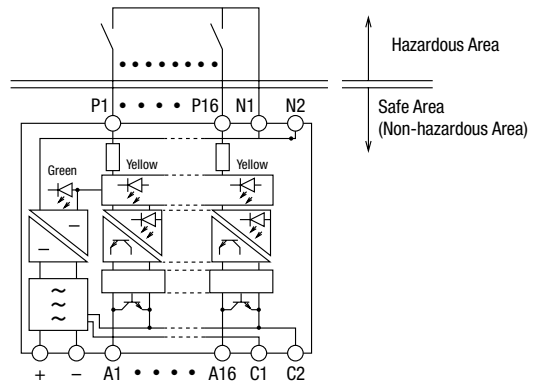 Hazardous Area
Safe Area
(Non-hazardous Area)
P1 • • • • P16 N1 N2
Green Yellow Yellow
+ − A1 • • • • A16 C1 C2